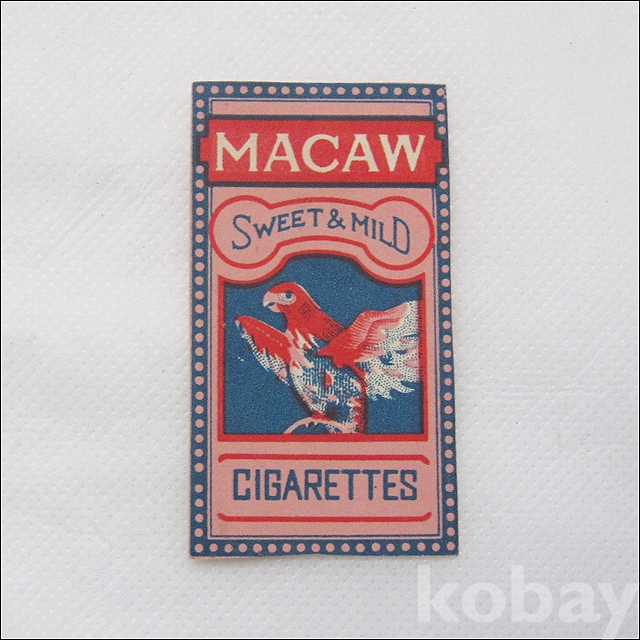 MACAW
SWEET & MILD
CIGARETTES
kobay